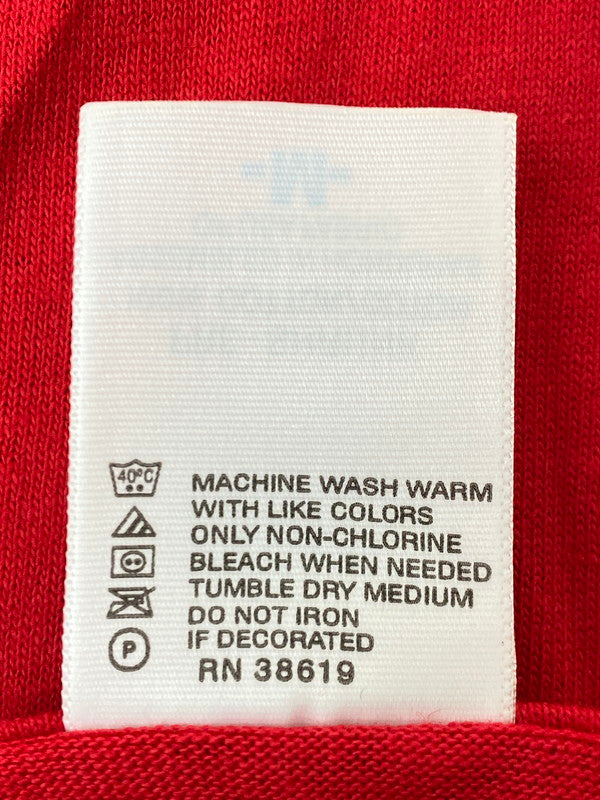 40°C
MACHINE WASH WARM
WITH LIKE COLORS
ONLY NON-CHLORINE
BLEACH WHEN NEEDED
TUMBLE DRY MEDIUM
DO NOT IRON
IF DECORATED
P
RN 38619